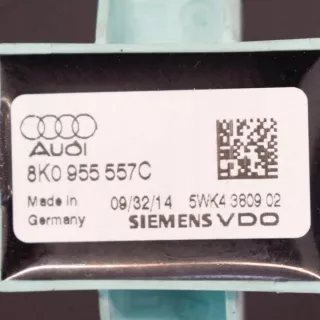 Audi
8K0 955 557C
Made in
Germany
09/32/14
5WK4 3809 02
SIEMENS VDO